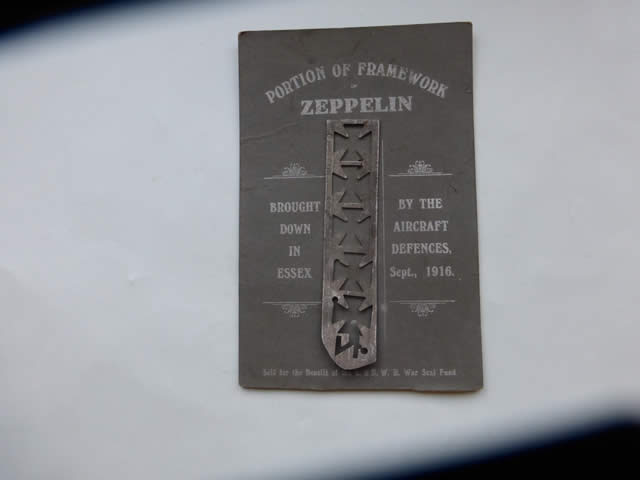 PORTION OF FRAMEWORK
OF
ZEPPELIN
BROUGHT
DOWN
IN
ESSEX
BY THE
AIRCRAFT
DEFENCES,
Sept., 1916.
Sold for the Benefit of W. B. War Seal Fund